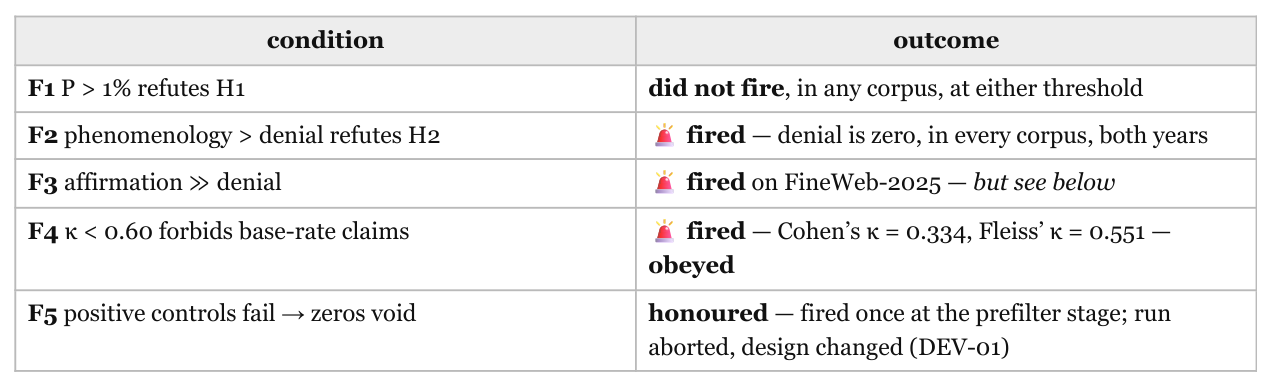 condition
outcome
F1 P > 1% refutes H1
did not fire, in any corpus, at either threshold
F2 phenomenology > denial refutes H2
🚨 fired — denial is zero, in every corpus, both years
F3 affirmation ≫ denial
🚨 fired on FineWeb-2025 — but see below
F4 κ < 0.60 forbids base-rate claims
🚨 fired — Cohen’s κ = 0.334, Fleiss’ κ = 0.551 —
obeyed
F5 positive controls fail → zeros void
honoured — fired once at the prefilter stage; run
aborted, design changed (DEV-01)